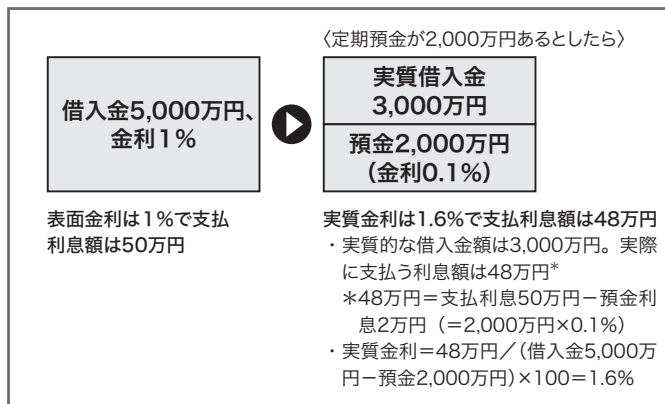 〈定期預金が2,000万円あるとしたら〉
借入金5,000万円、
金利1%
実質借入金
3,000万円
預金2,000万円
(金利0.1%)
表面金利は1%で支払
利息額は50万円
実質金利は1.6%で支払利息額は48万円
・実質的な借入金額は3,000万円。実際
に支払う利息額は48万円*
*48万円=支払利息50万円-預金利
息2万円(=2,000万円×0.1%)
・実質金利=48万円/(借入金5,000万
円-預金2,000万円)×100=1.6%